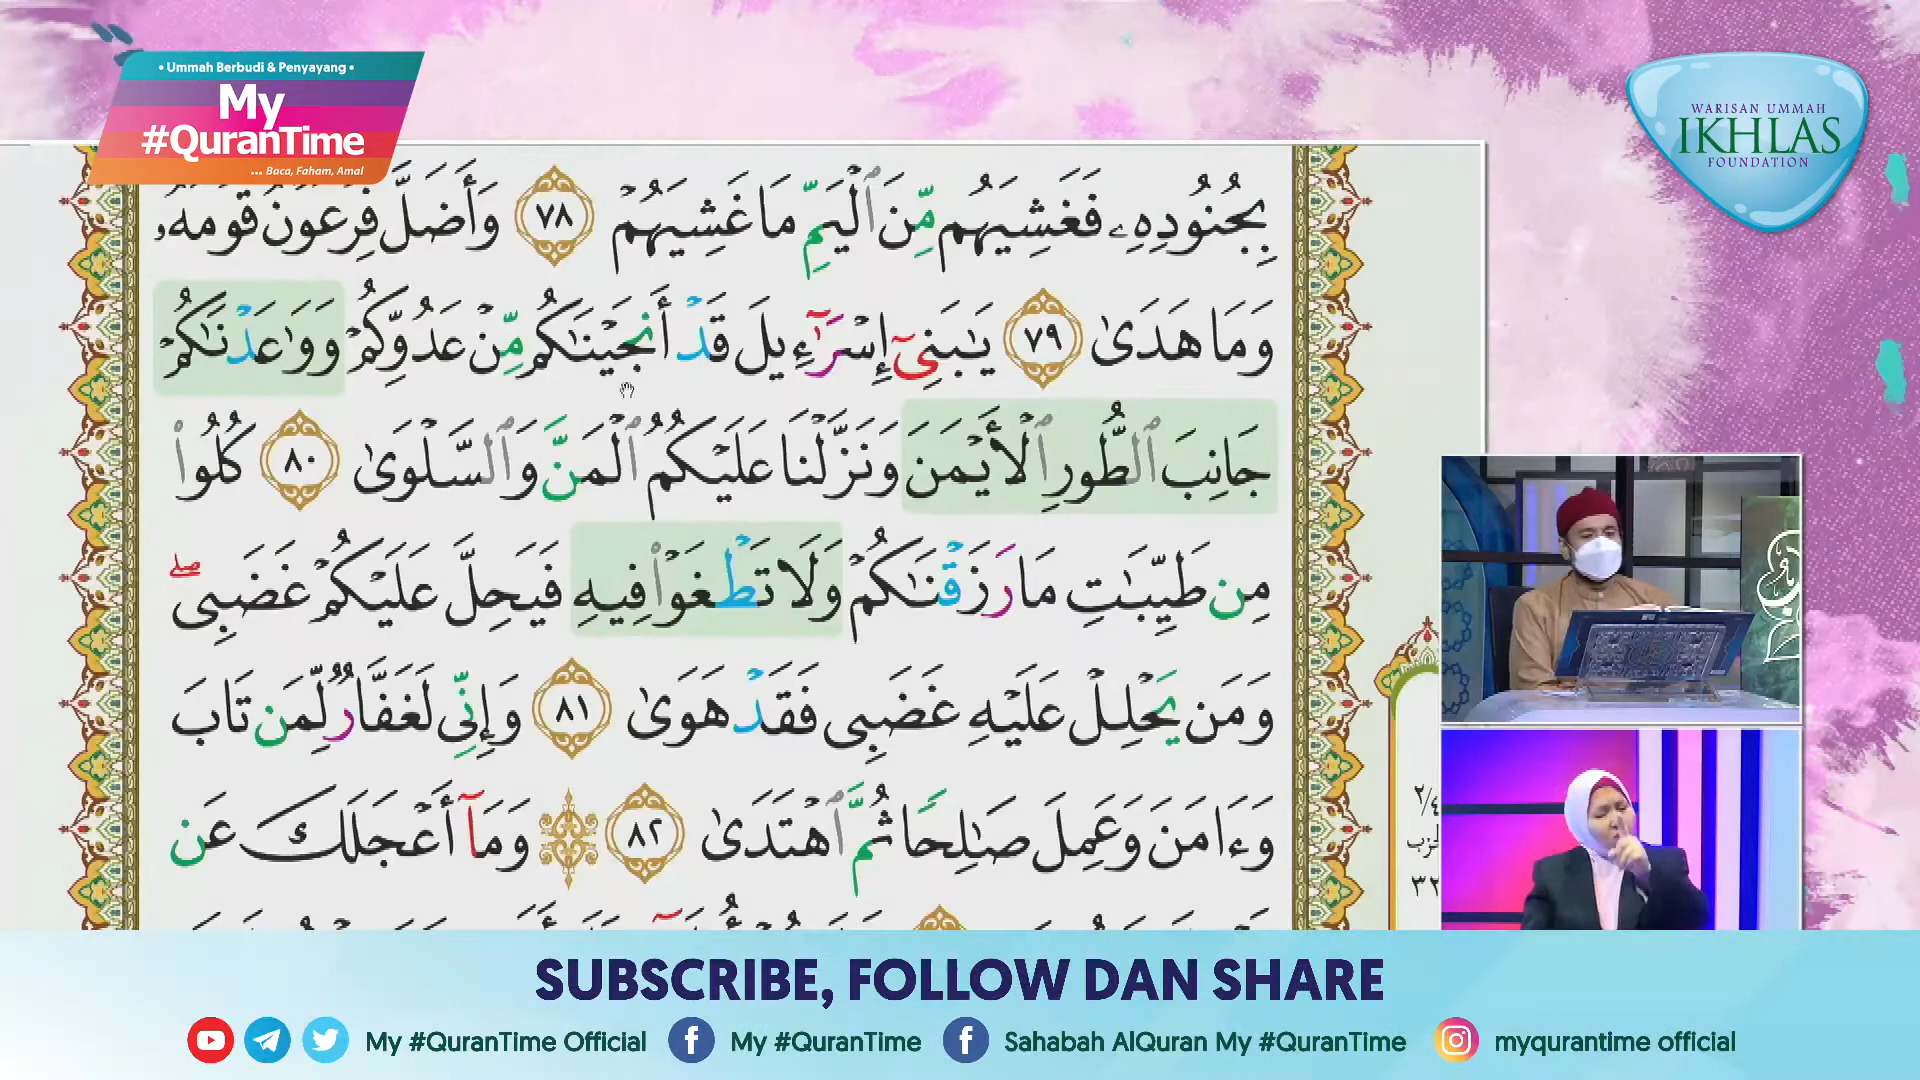 • Ummah Berbudi & Penyayang •
My
#QuranTime
... Baca, Faham, Amal
WARISAN UMMAH
IKHLAS
FOUNDATION
بِجُنُودِهِۦ فَغَشِيَهُم مِّنَ ٱلْيَمِّ مَا غَشِيَهُمْ ٧٨ وَأَضَلَّ فِرْعَوْنُ قَوْمَهُۥ
وَمَا هَدَىٰ ٧٩ يَـٰبَنِىٓ إِسْرَٰٓءِيلَ قَدْ أَنجَيْنَـٰكُم مِّنْ عَدُوِّكُمْ وَوَٰعَدْنَـٰكُمْ
جَانِبَ ٱلطُّورِ ٱلْأَيْمَنَ وَنَزَّلْنَا عَلَيْكُمُ ٱلْمَنَّ وَٱلسَّلْوَىٰ ٨٠ كُلُوا۟
مِن طَيِّبَـٰتِ مَا رَزَقْنَـٰكُمْ وَلَا تَطْغَوْا۟ فِيهِ فَيَحِلَّ عَلَيْكُمْ غَضَبِى ۖ
وَمَن يَحْلِلْ عَلَيْهِ غَضَبِى فَقَدْ هَوَىٰ ٨١ وَإِنِّى لَغَفَّارٌ لِّمَن تَابَ
وَءَامَنَ وَعَمِلَ صَـٰلِحًا ثُمَّ ٱهْتَدَىٰ ٨٢ وَمَآ أَعْجَلَكَ عَن
SUBSCRIBE, FOLLOW DAN SHARE
My #QuranTime Official
My #QuranTime
Sahabah AlQuran My #QuranTime
myqurantime official